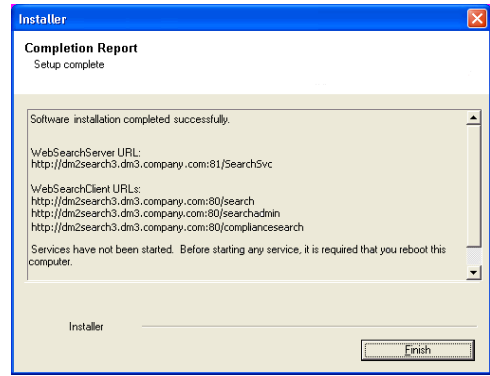 Installer
Completion Report
Setup complete
Software installation completed successfully.
WebSearchServer URL:
http://dm2search3.dm3.company.com:81/SearchSvc
WebSearchClient URLs:
http://dm2search3.dm3.company.com:80/search
http://dm2search3.dm3.company.com:80/searchadmin
http://dm2search3.dm3.company.com:80/compliancesearch
Services have not been started. Before starting any service, it is required that you reboot this
computer.
Installer
Finish